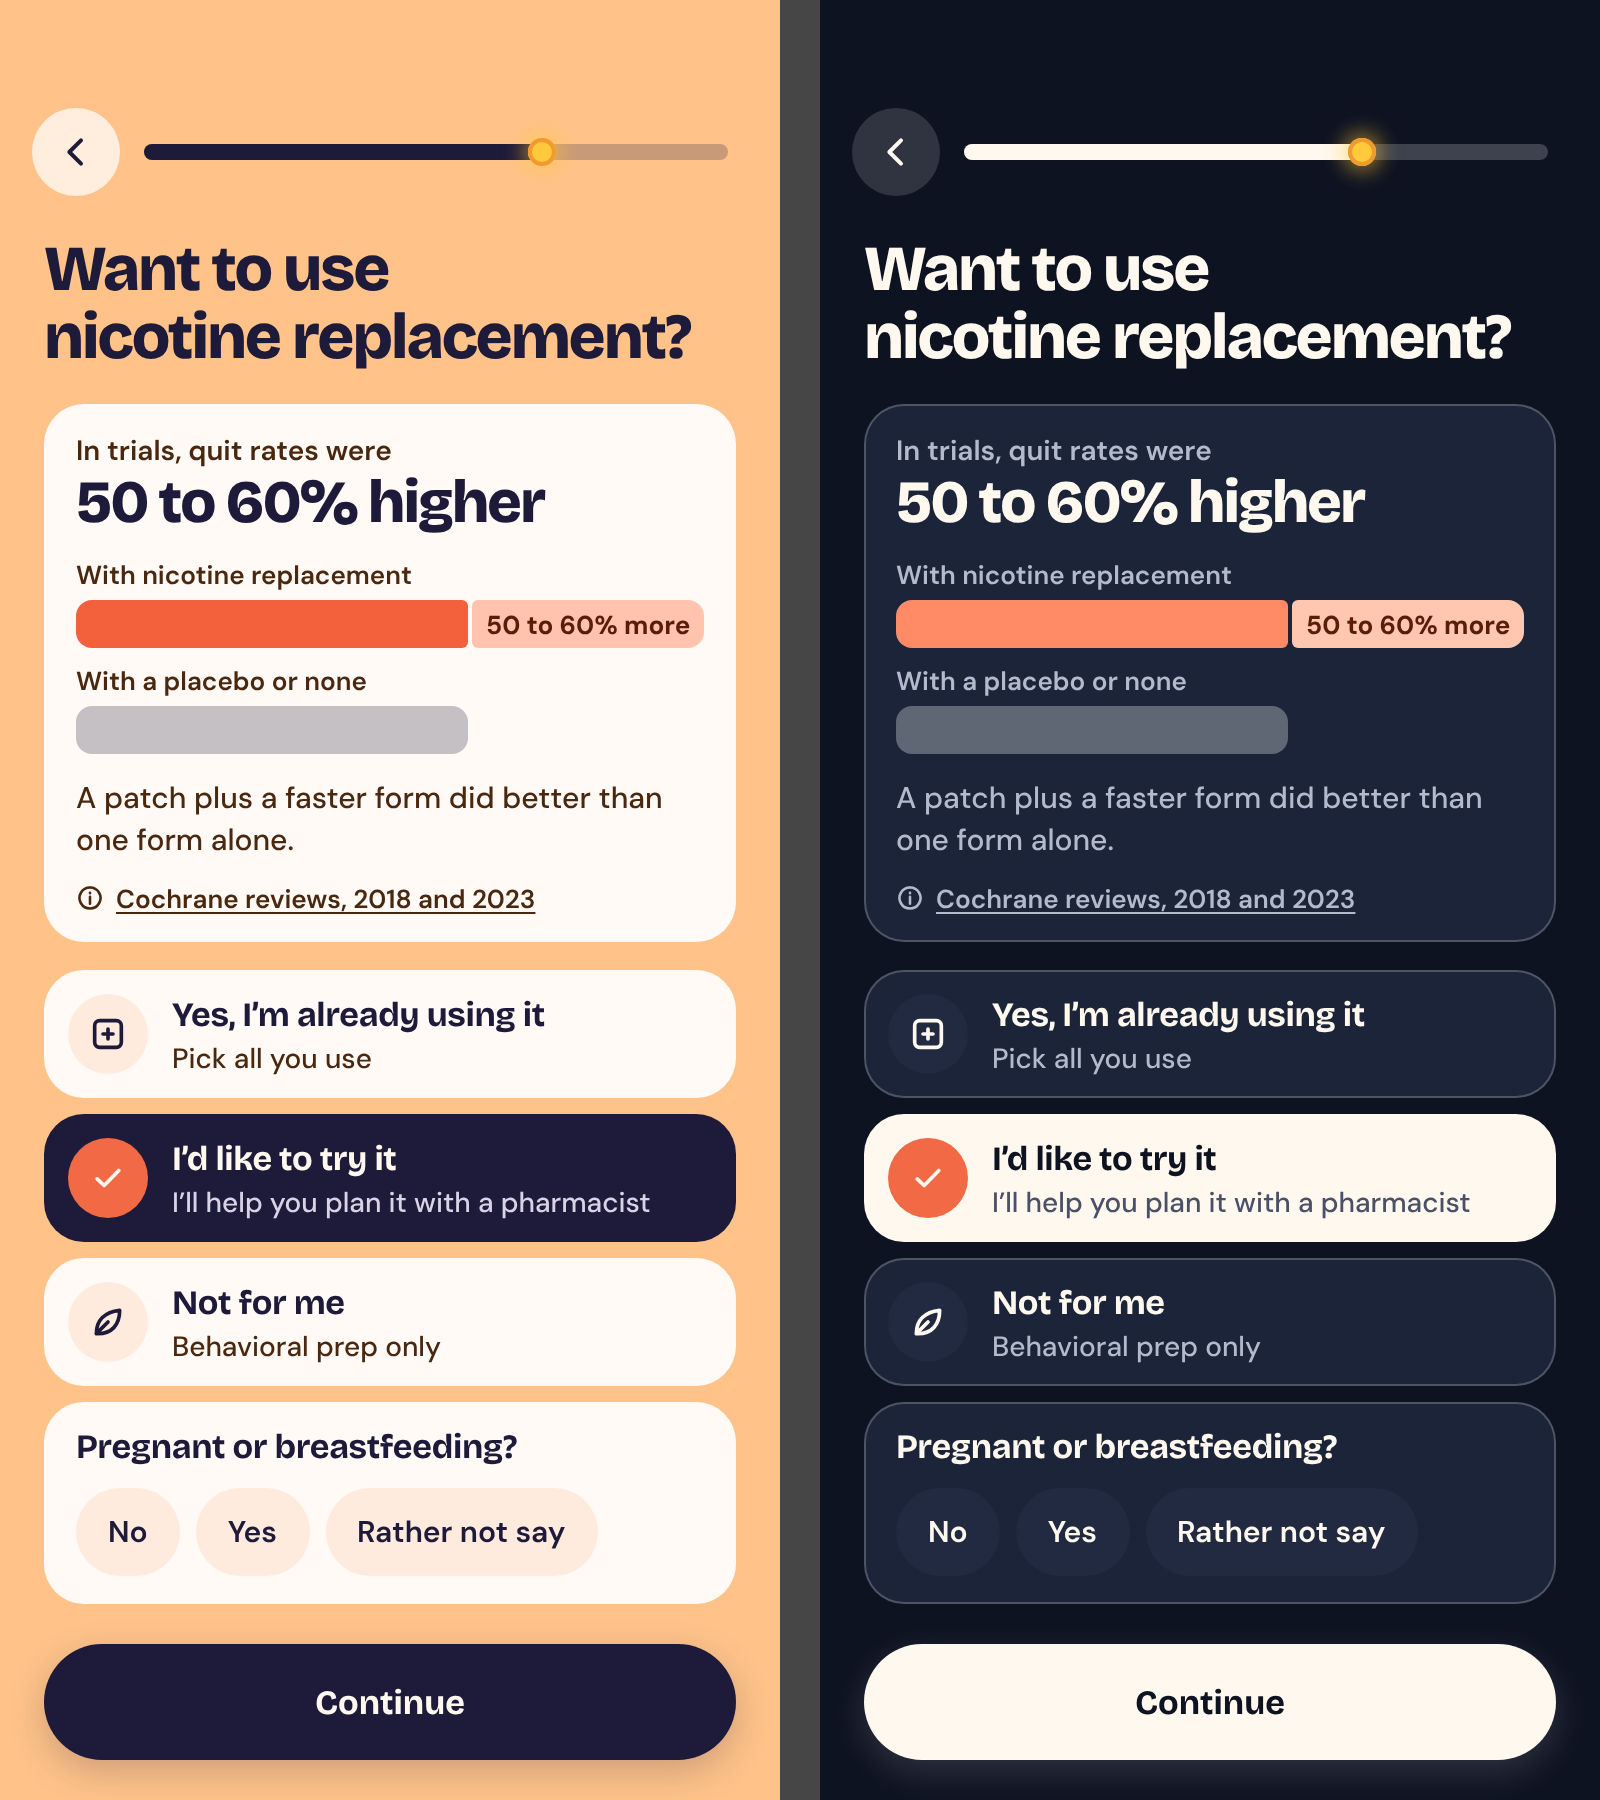 Want to use
nicotine replacement?
In trials, quit rates were
50 to 60% higher
With nicotine replacement
50 to 60% more
With a placebo or none
A patch plus a faster form did better than
one form alone.
Cochrane reviews, 2018 and 2023
Yes, I’m already using it
Pick all you use
I’d like to try it
I’ll help you plan it with a pharmacist
Not for me
Behavioral prep only
Pregnant or breastfeeding?
No Yes Rather not say
Continue
Want to use
nicotine replacement?
In trials, quit rates were
50 to 60% higher
With nicotine replacement
50 to 60% more
With a placebo or none
A patch plus a faster form did better than
one form alone.
Cochrane reviews, 2018 and 2023
Yes, I’m already using it
Pick all you use
I’d like to try it
I’ll help you plan it with a pharmacist
Not for me
Behavioral prep only
Pregnant or breastfeeding?
No Yes Rather not say
Continue